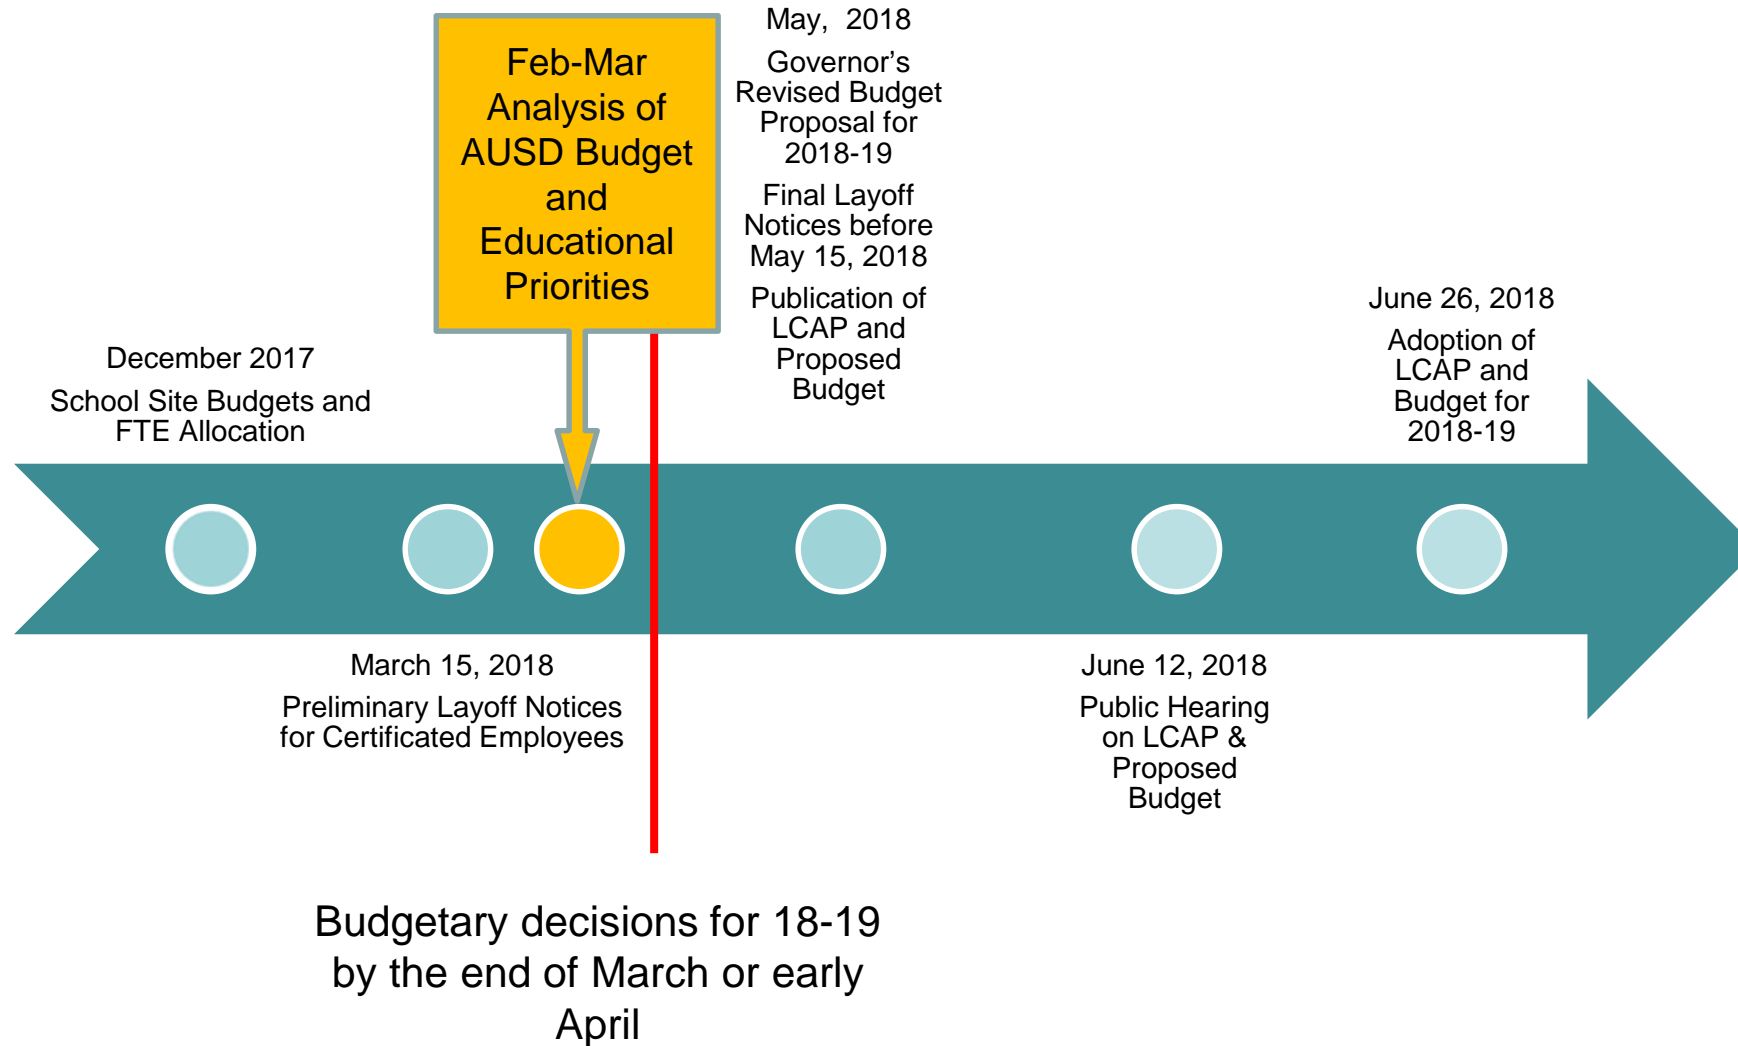 December 2017
School Site Budgets and
FTE Allocation
March 15, 2018
Preliminary Layoff Notices
for Certificated Employees
Feb-Mar
Analysis of
AUSD Budget
and
Educational
Priorities
Budgetary decisions for 18-19
by the end of March or early
April
May,  2018
Governor’s
Revised Budget
Proposal for
2018-19
Final Layoff
Notices before
May 15, 2018
Publication of
LCAP and
Proposed
Budget
June 12, 2018
Public Hearing
on LCAP &
Proposed
Budget
June 26, 2018
Adoption of
LCAP and
Budget for
2018-19